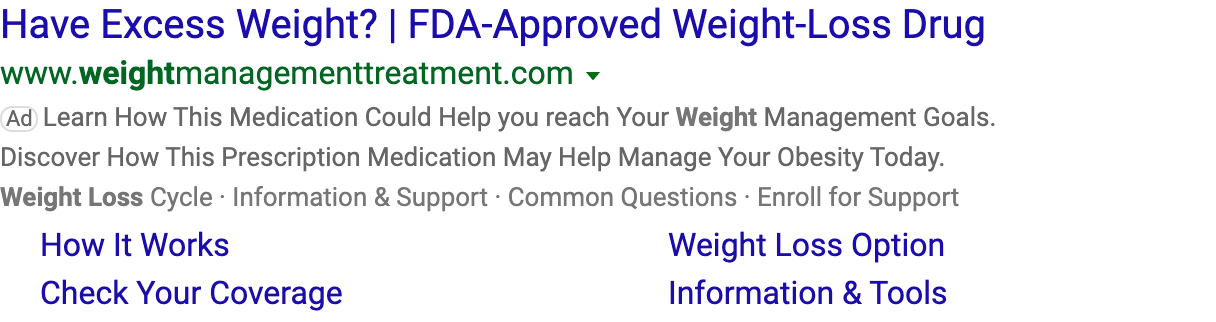 Have Excess Weight? | FDA-Approved Weight-Loss Drug
www.weightmanagementtreatment.com
Ad Learn How This Medication Could Help you reach Your Weight Management Goals.
Discover How This Prescription Medication May Help Manage Your Obesity Today.
Weight Loss Cycle · Information & Support · Common Questions · Enroll for Support
How It Works Weight Loss Option
Check Your Coverage Information & Tools